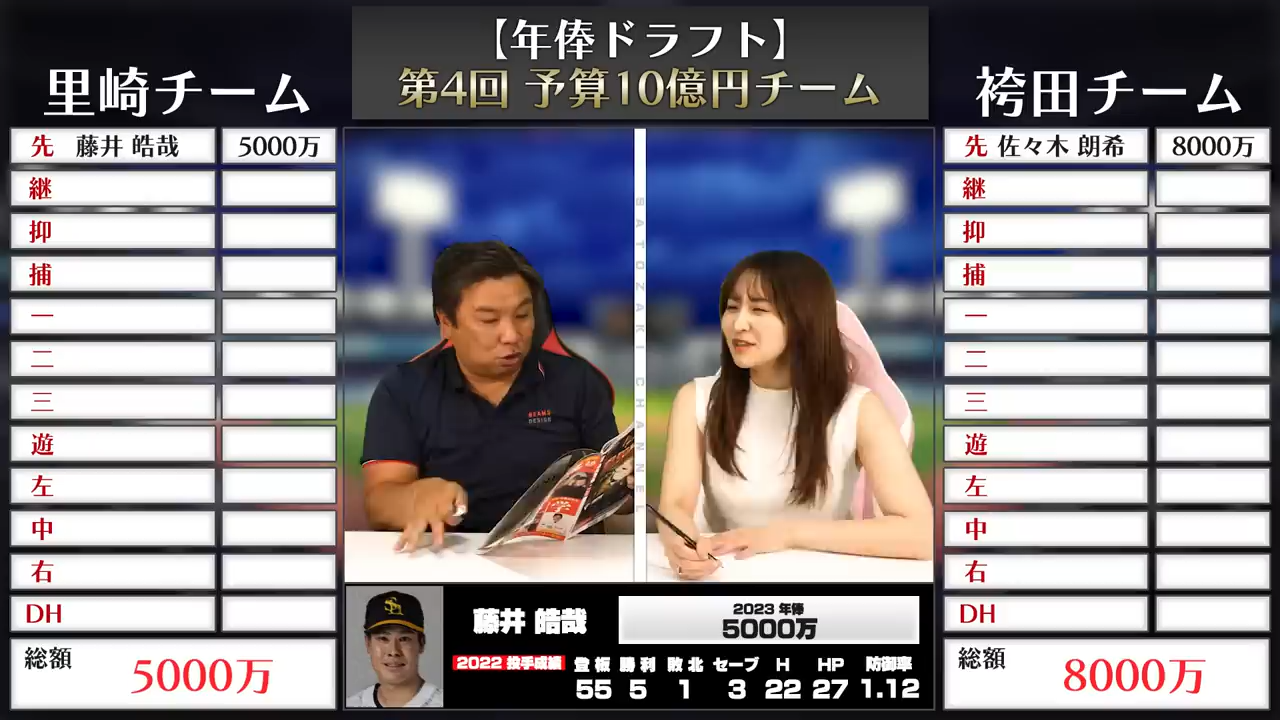 【年俸ドラフト】
第4回 予算10億円チーム
里崎チーム
先 藤井 皓哉 5000万
継
抑
捕
一
二
三
遊
左
中
右
DH
総額 5000万
SATOZAKI CHANNEL
BEAMS
DESIGN
藤井 皓哉
2023 年俸
5000万
2022 投手成績 登板 勝利 敗北 セーブ H HP 防御率
55 5 1 3 22 27 1.12
袴田チーム
先 佐々木 朗希 8000万
継
抑
捕
一
二
三
遊
左
中
右
DH
総額 8000万